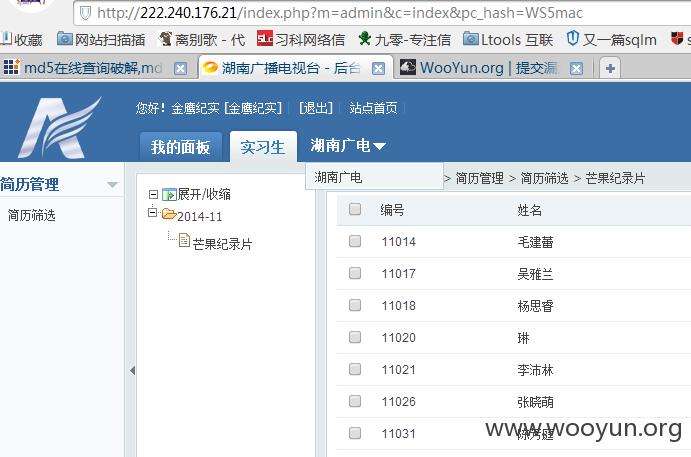 http://222.240.176.21/index.php?m=admin&c=index&pc_hash=WS5mac
收藏 网站扫描插 离别歌 - 代 习科网络信 九零-专注信 Ltools 互联 又一篇sqlm s
md5在线查询破解,md 湖南广播电视台 - 后台 WooYun.org | 提交漏
您好! 金鹰纪实 [金鹰纪实] [退出] 站点首页
我的面板 实习生 湖南广电
湖南广电
> 简历管理 > 简历筛选 > 芒果纪录片
简历管理
简历筛选
展开/收缩
2014-11
芒果纪录片
编号 姓名
11014 毛建蕃
11017 吴雅兰
11018 杨思睿
11020 琳
11021 李沛林
11026 张晓萌
11031
www.wooyun.org